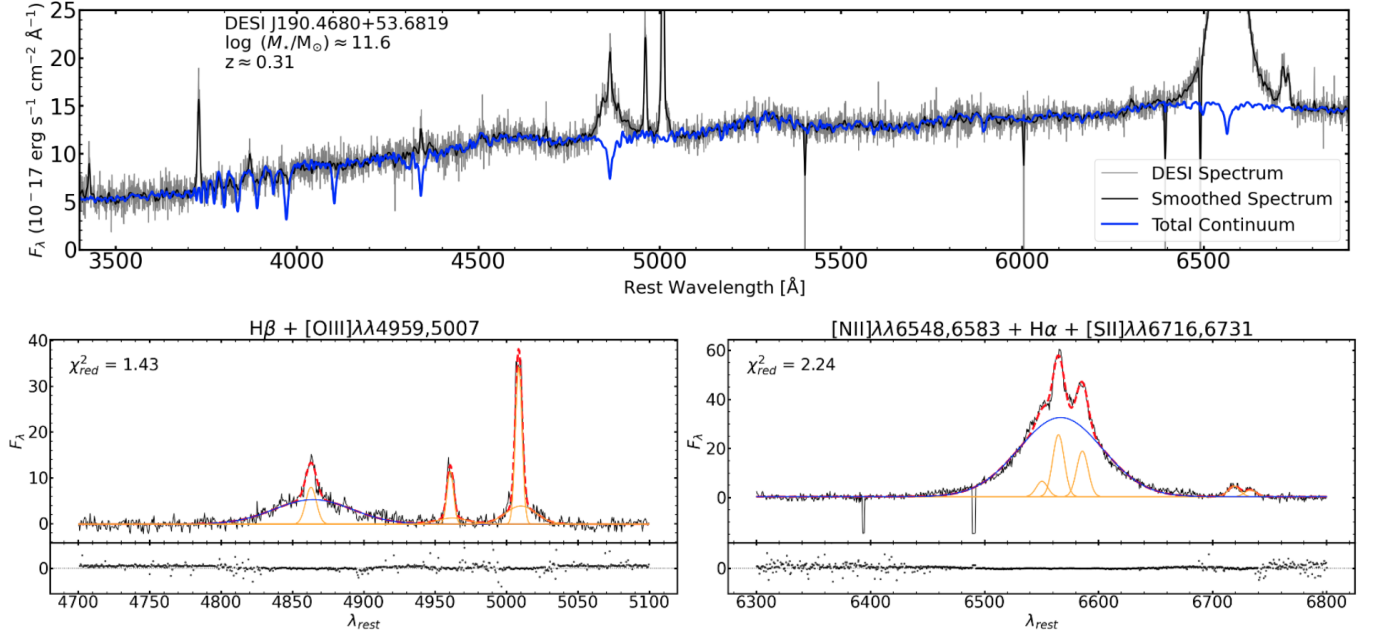 DESI J190.4680+53.6819
log (M⋆/M⊙) ≈ 11.6
z ≈ 0.31
Fλ (10⁻¹⁷ erg s⁻¹ cm⁻² Å⁻¹)
25
20
15
10
5
0
DESI Spectrum
Smoothed Spectrum
Total Continuum
3500 4000 4500 5000 5500 6000 6500
Rest Wavelength [Å]
Hβ + [OIII]λλ4959,5007
χ²red = 1.43
Fλ
40
30
20
10
0
0
4700 4750 4800 4850 4900 4950 5000 5050 5100
λrest
[NII]λλ6548,6583 + Hα + [SII]λλ6716,6731
χ²red = 2.24
Fλ
60
40
20
0
0
6300 6400 6500 6600 6700 6800
λrest